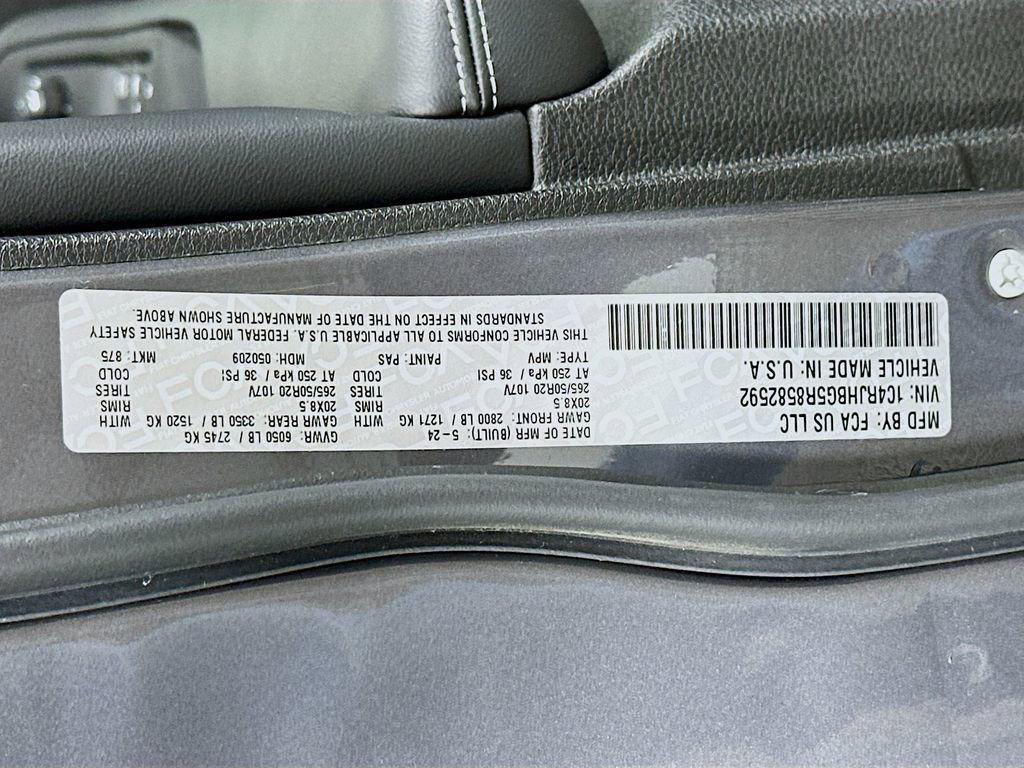 MFD BY: FCA US LLC
VIN: 1C4RJHBG5R8582592
VEHICLE MADE IN: U.S.A.
DATE OF MFR (BUILT): 5-24 GVWR: 6050 LB / 2745 KG
GAWR FRONT: 2800 LB / 1271 KG WITH GAWR REAR: 3350 LB / 1520 KG WITH
20X8.5 RIMS 20X8.5 RIMS
265/50R20 107V TIRES 265/50R20 107V TIRES
AT 250 kPa / 36 PSI COLD AT 250 kPa / 36 PSI COLD
TYPE: MPV PAINT: PAS MDH: 050209 MKT: 875
THIS VEHICLE CONFORMS TO ALL APPLICABLE U.S.A. FEDERAL MOTOR VEHICLE SAFETY
STANDARDS IN EFFECT ON THE DATE OF MANUFACTURE SHOWN ABOVE.